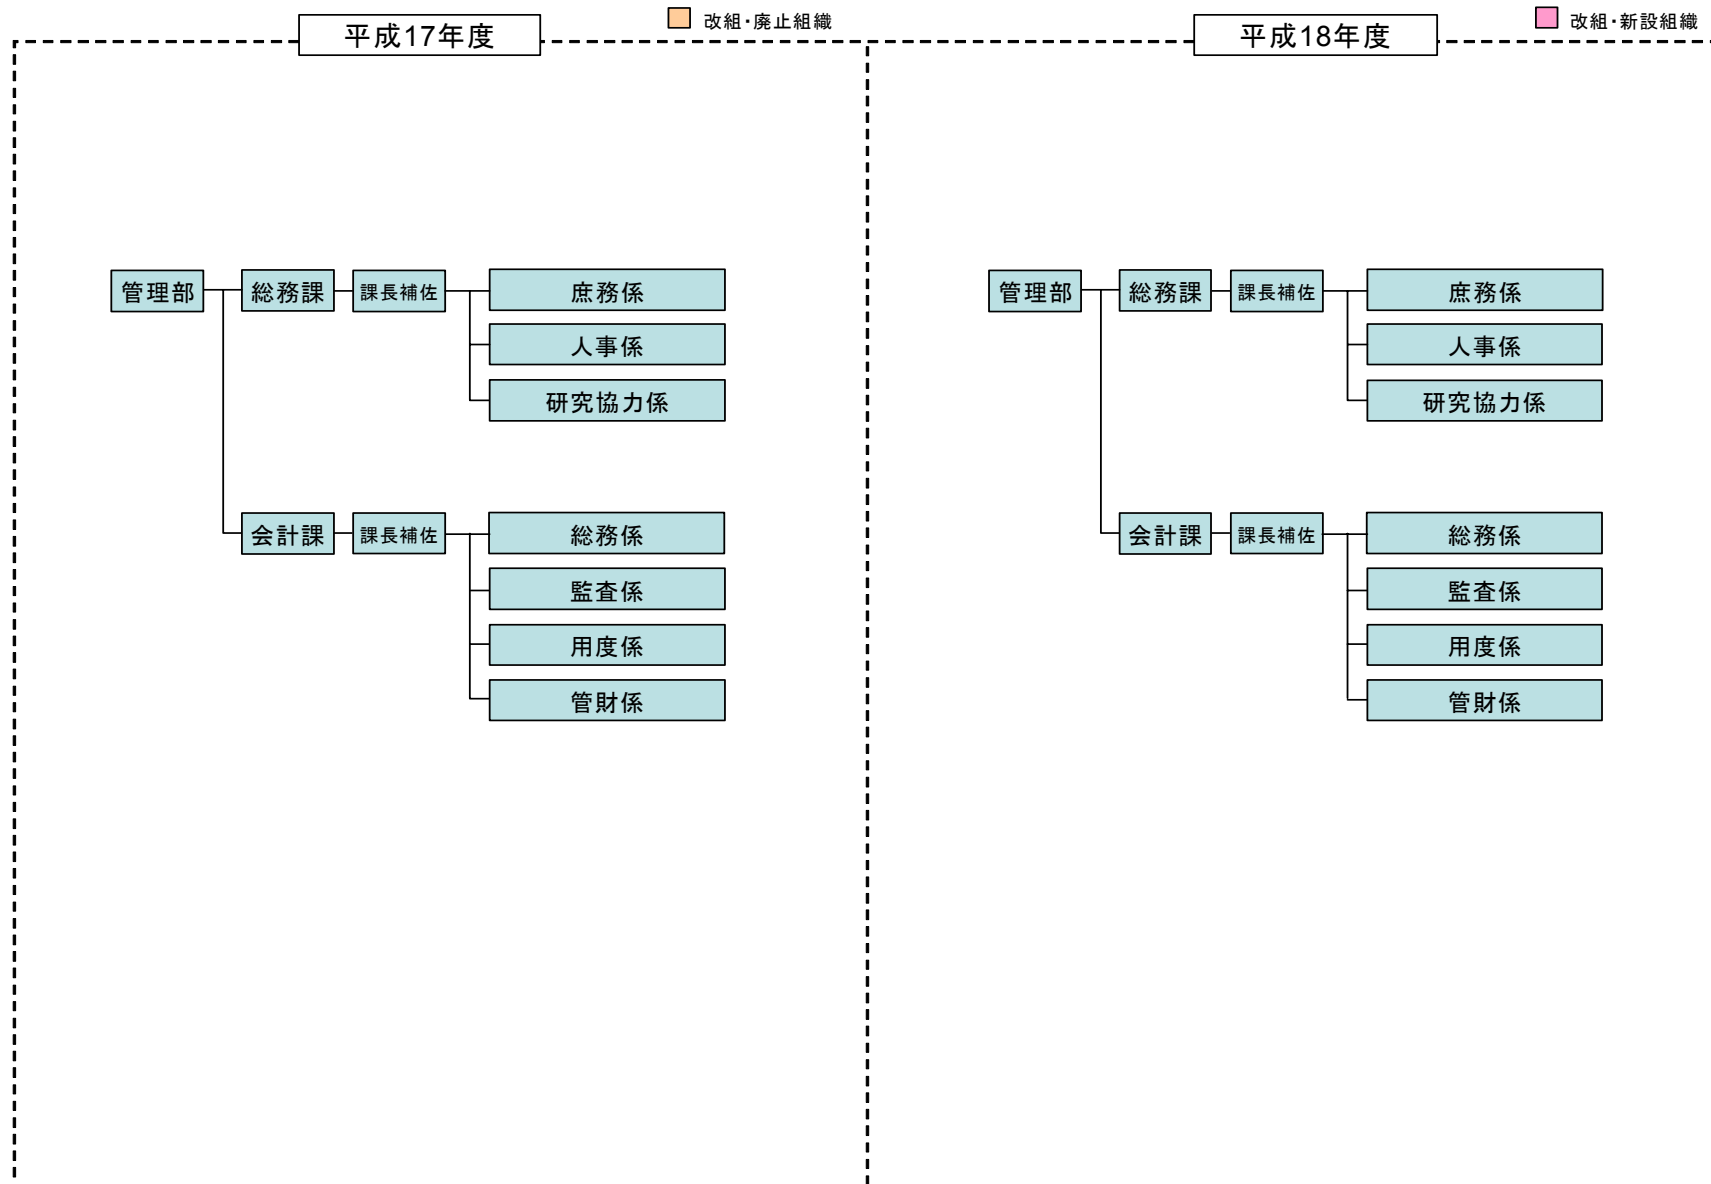 平成17年度
改組・廃止組織
管理部
総務課
課長補佐
庶務係
人事係
研究協力係
会計課
課長補佐
総務係
監査係
用度係
管財係
平成18年度
改組・新設組織
管理部
総務課
課長補佐
庶務係
人事係
研究協力係
会計課
課長補佐
総務係
監査係
用度係
管財係